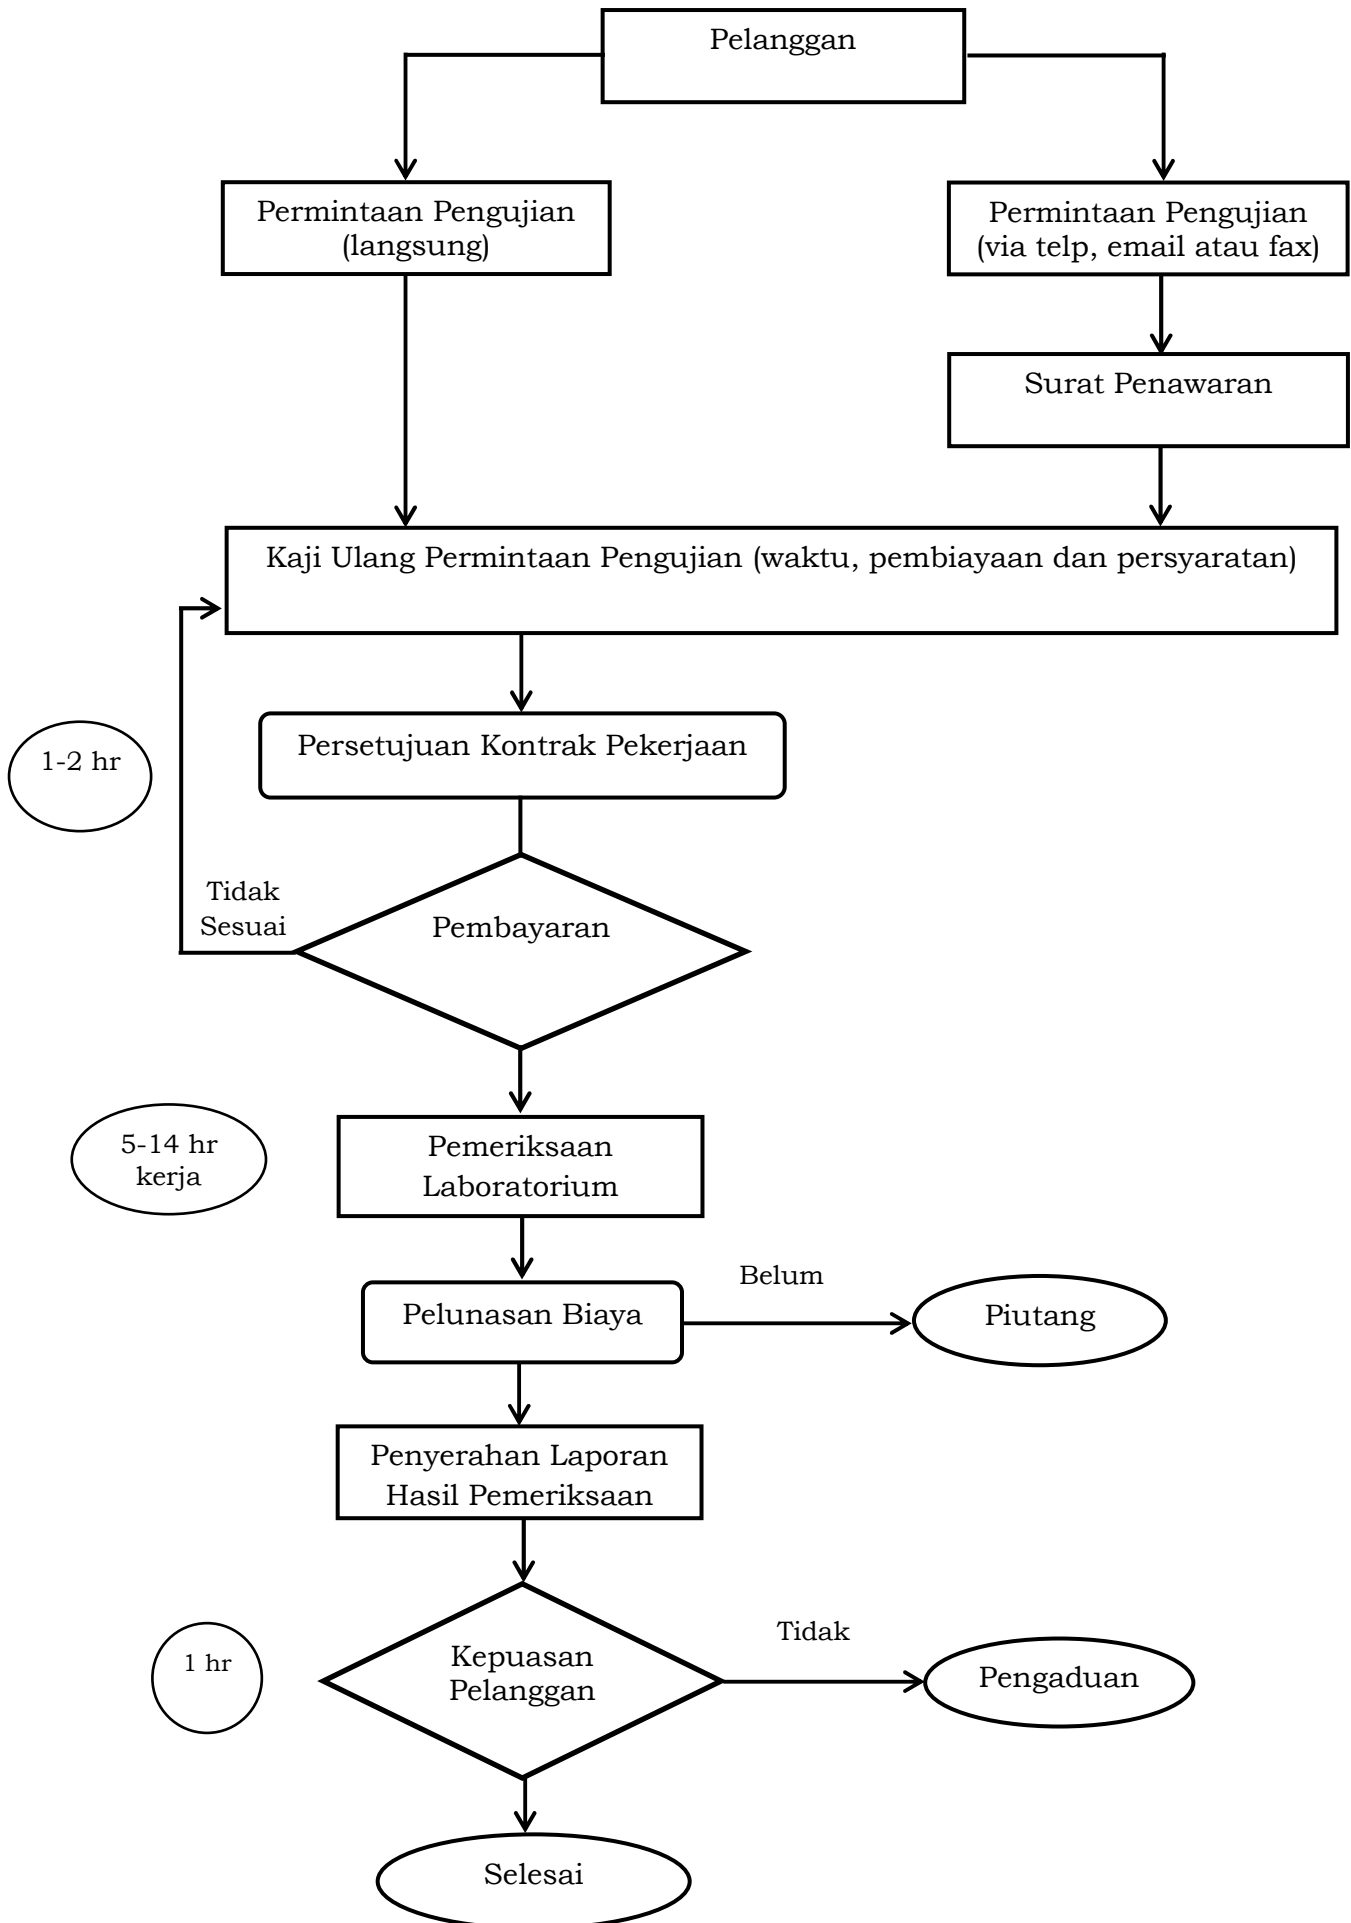 Pelanggan
Permintaan Pengujian
(langsung)
Permintaan Pengujian
(via telp, email atau fax)
Surat Penawaran
Kaji Ulang Permintaan Pengujian (waktu, pembiayaan dan persyaratan)
Persetujuan Kontrak Pekerjaan
1-2 hr
Tidak
Sesuai
Pembayaran
5-14 hr
kerja
Pemeriksaan
Laboratorium
Pelunasan Biaya
Belum
Piutang
Penyerahan Laporan
Hasil Pemeriksaan
1 hr
Kepuasan
Pelanggan
Tidak
Pengaduan
Selesai